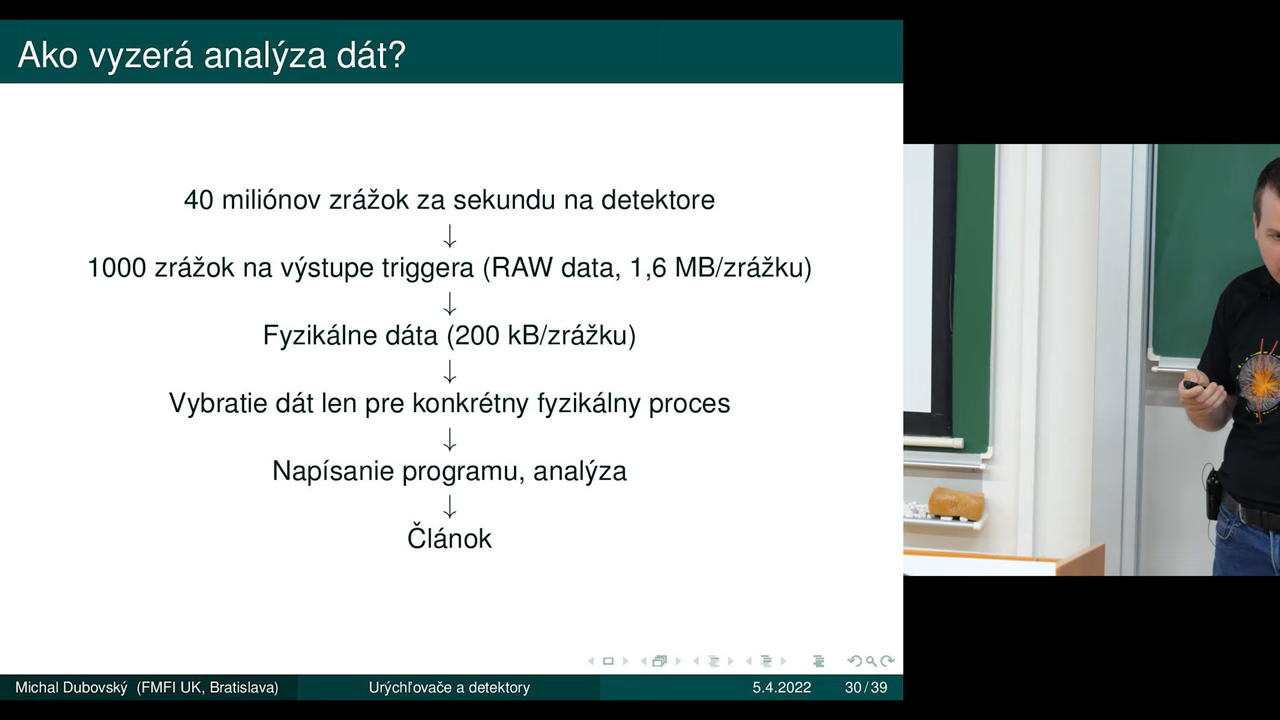 Ako vyzerá analýza dát?
40 miliónov zrážok za sekundu na detektore
↓
1000 zrážok na výstupe triggera (RAW data, 1,6 MB/zrážku)
↓
Fyzikálne dáta (200 kB/zrážku)
↓
Vybratie dát len pre konkrétny fyzikálny proces
↓
Napísanie programu, analýza
↓
Článok
Michal Dubovský (FMFI UK, Bratislava) Urýchľovače a detektory 5.4.2022 30/39